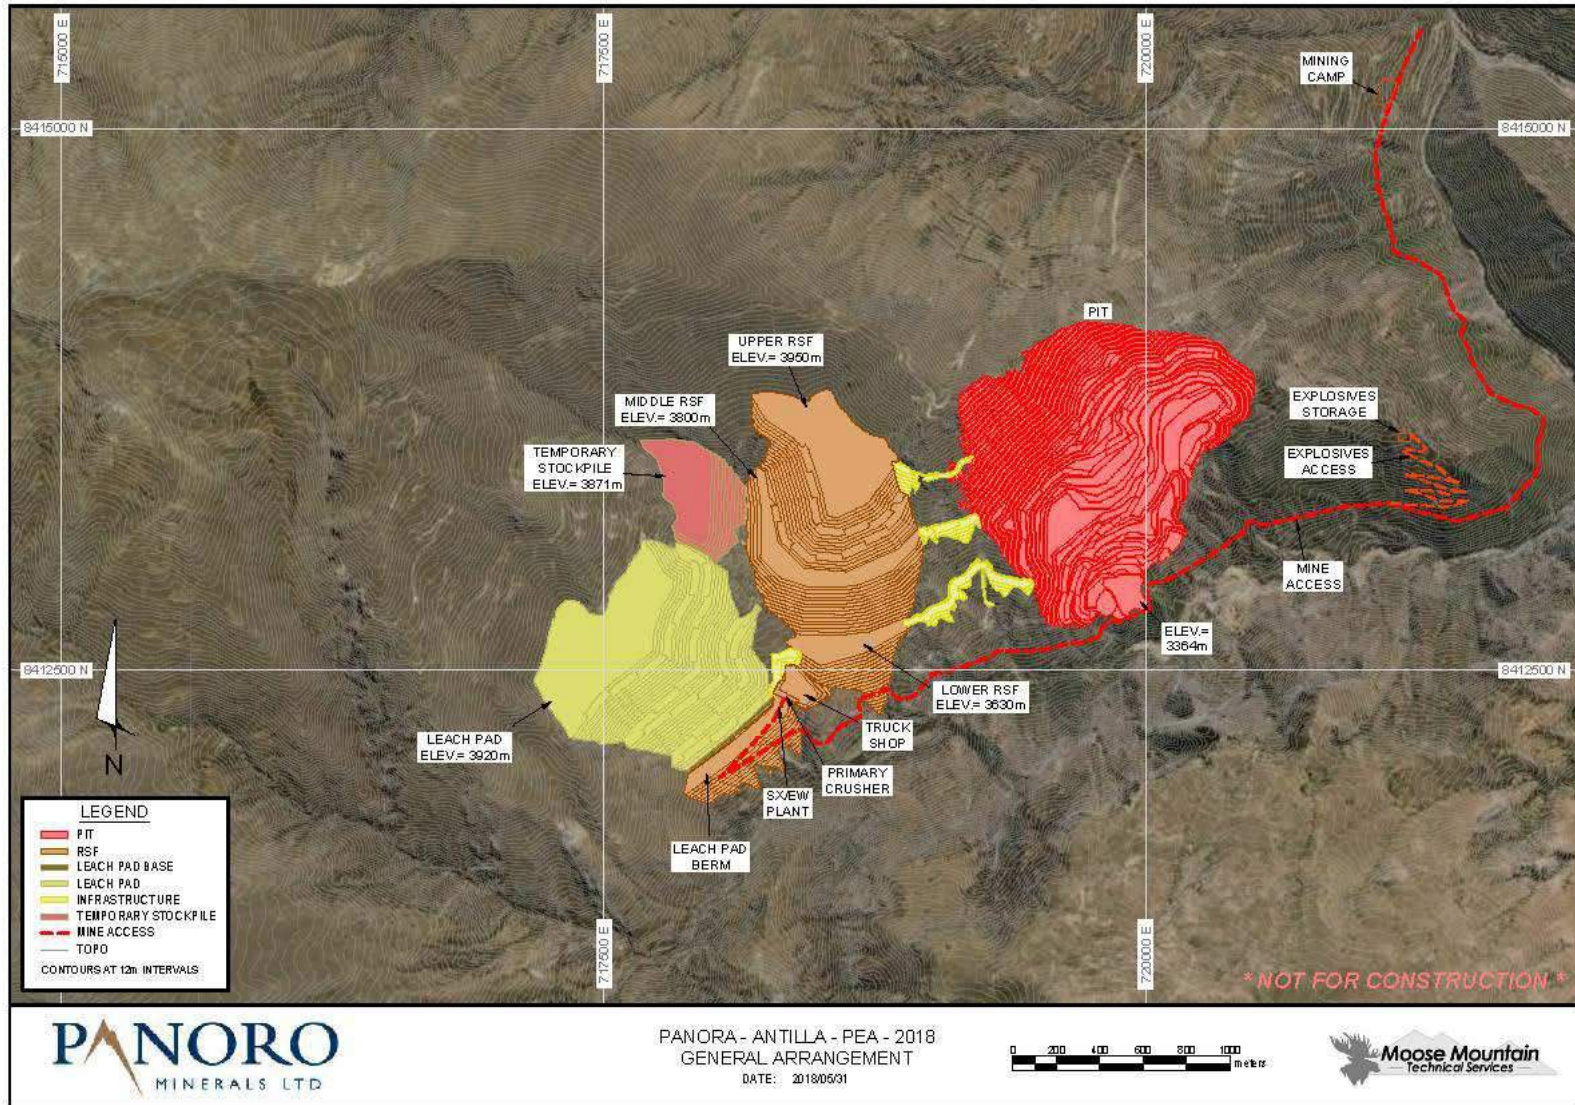 715000 E
717500 E
720000 E
MINING
CAMP
8415000 N
8415000 N
PIT
UPPER RSF
ELEV.= 3950m
MIDDLE RSF
ELEV.= 3800m
EXPLOSIVES
STORAGE
TEMPORARY
STOCKPILE
ELEV.= 3871m
EXPLOSIVES
ACCESS
MINE
ACCESS
ELEV.=
3364m
8412500 N
8412500 N
LOWER RSF
ELEV.= 3630m
LEACH PAD
ELEV.= 3920m
TRUCK
SHOP
PRIMARY
CRUSHER
SX/EW
PLANT
LEACH PAD
BERM
N
LEGEND
PIT
RSF
LEACH PAD BASE
LEACH PAD
INFRASTRUCTURE
TEMPORARY STOCKPILE
MINE ACCESS
TOPO
CONTOURS AT 12m INTERVALS
717500 E
720000 E
* NOT FOR CONSTRUCTION *
PANORO
MINERALS LTD
PANORA - ANTILLA - PEA - 2018
GENERAL ARRANGEMENT
DATE: 2018/05/31
0 200 400 600 800 1000
meters
Moose Mountain
Technical Services